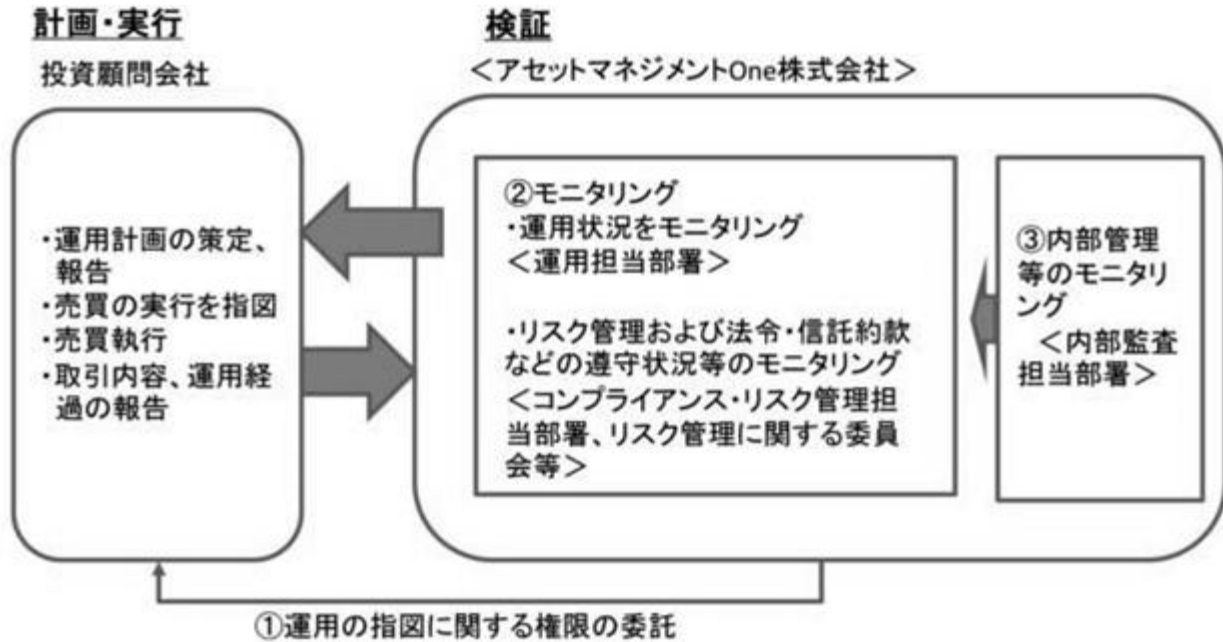 計画・実行
投資顧問会社
・運用計画の策定、
報告
・売買の実行を指図
・売買執行
・取引内容、運用経
過の報告
検証
＜アセットマネジメントOne株式会社＞
②モニタリング
・運用状況をモニタリング
＜運用担当部署＞
・リスク管理および法令・信託約款
などの遵守状況等のモニタリング
＜コンプライアンス・リスク管理担
当部署、リスク管理に関する委員
会等＞
③内部管理
等のモニタリ
ング
＜内部監査
担当部署＞
①運用の指図に関する権限の委託